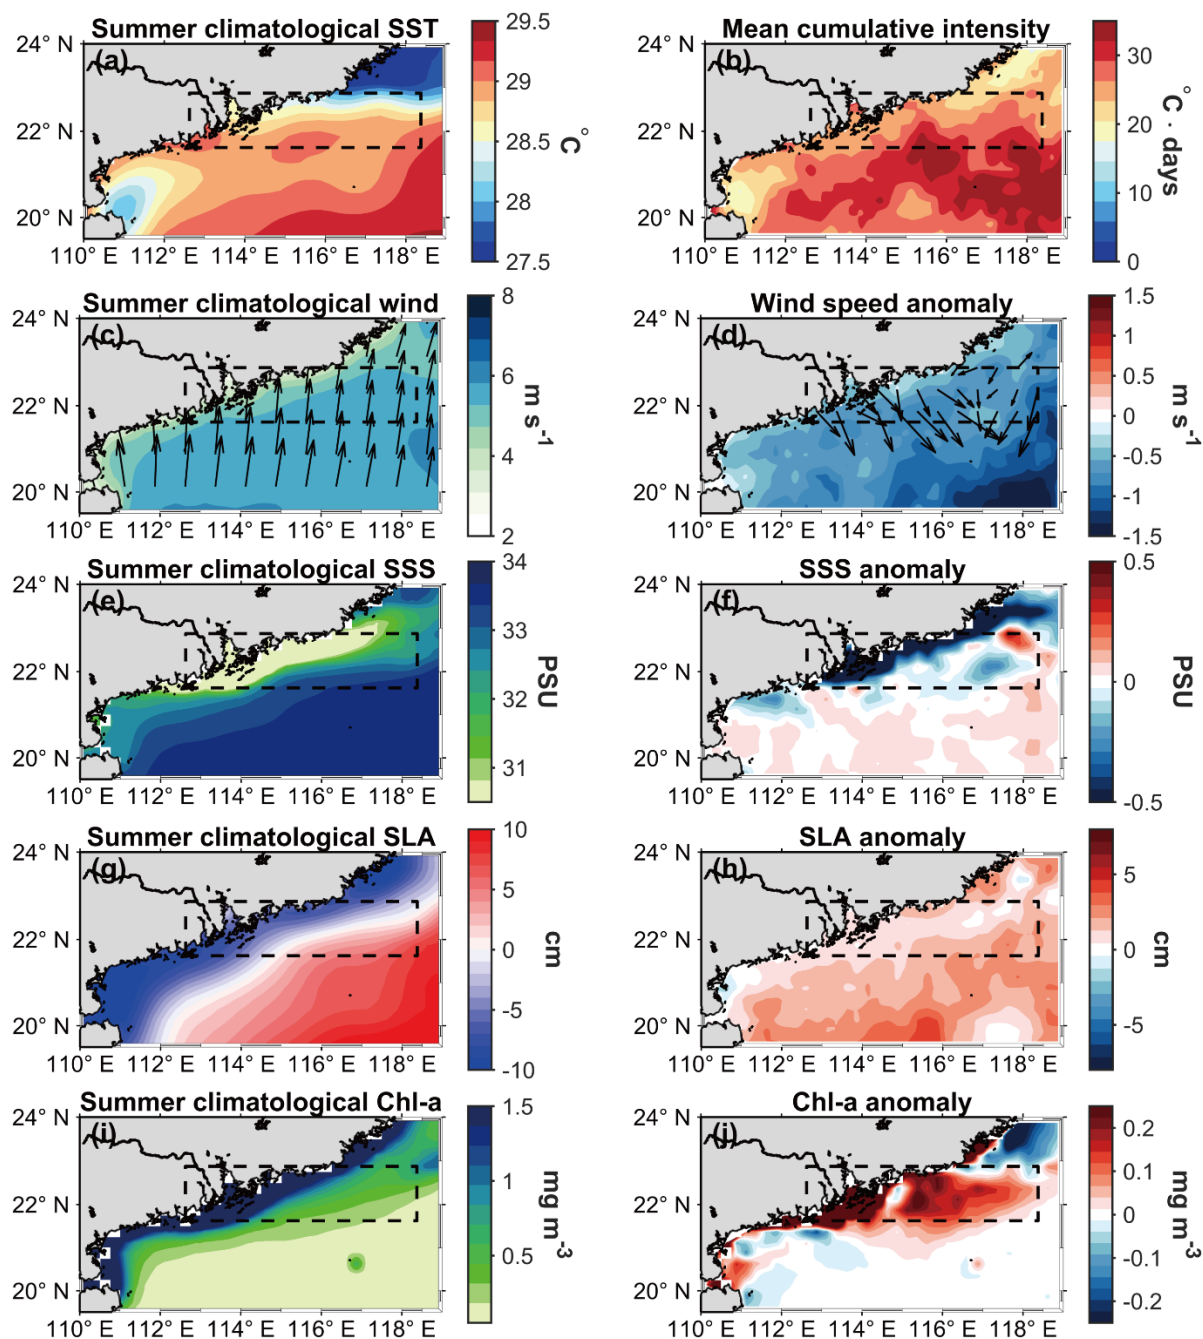 Summer climatological SST
(a)
24° N
22° N
20° N
110° E 112° E 114° E 116° E 118° E
29.5
29
28.5
28
27.5
°C
Mean cumulative intensity
(b)
24° N
22° N
20° N
110° E 112° E 114° E 116° E 118° E
30
20
10
0
°C · days
Summer climatological wind
(c)
24° N
22° N
20° N
110° E 112° E 114° E 116° E 118° E
8
6
4
2
m s⁻¹
Wind speed anomaly
(d)
24° N
22° N
20° N
110° E 112° E 114° E 116° E 118° E
1.5
1
0.5
0
-0.5
-1
-1.5
m s⁻¹
Summer climatological SSS
(e)
24° N
22° N
20° N
110° E 112° E 114° E 116° E 118° E
34
33
32
31
PSU
SSS anomaly
(f)
24° N
22° N
20° N
110° E 112° E 114° E 116° E 118° E
0.5
0
-0.5
PSU
Summer climatological SLA
(g)
24° N
22° N
20° N
110° E 112° E 114° E 116° E 118° E
10
5
0
-5
-10
cm
SLA anomaly
(h)
24° N
22° N
20° N
110° E 112° E 114° E 116° E 118° E
5
0
-5
cm
Summer climatological Chl-a
(i)
24° N
22° N
20° N
110° E 112° E 114° E 116° E 118° E
1.5
1
0.5
mg m⁻³
Chl-a anomaly
(j)
24° N
22° N
20° N
110° E 112° E 114° E 116° E 118° E
0.2
0.1
0
-0.1
-0.2
mg m⁻³